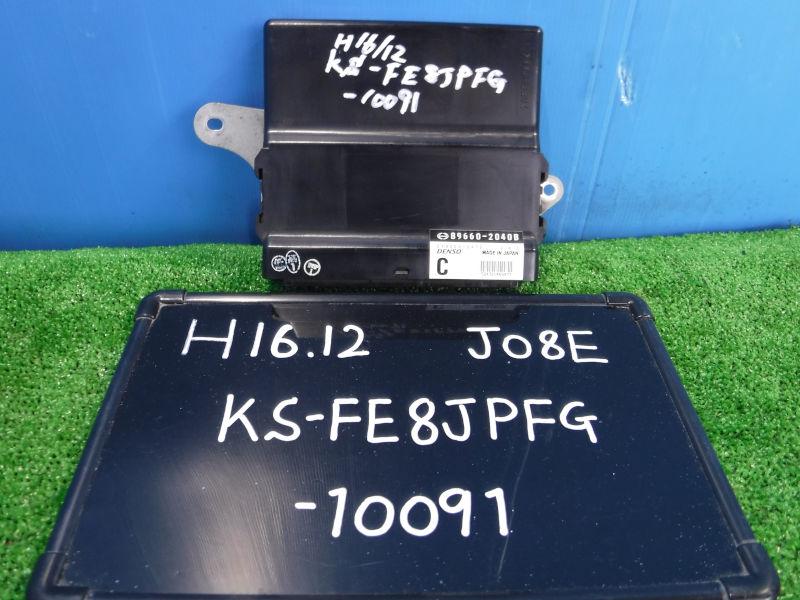 H16/12
KS-FE8JPFG
-10091
89660-2040B
DENSO MADE IN JAPAN
C
H16.12 J08E
KS-FE8JPFG
-10091